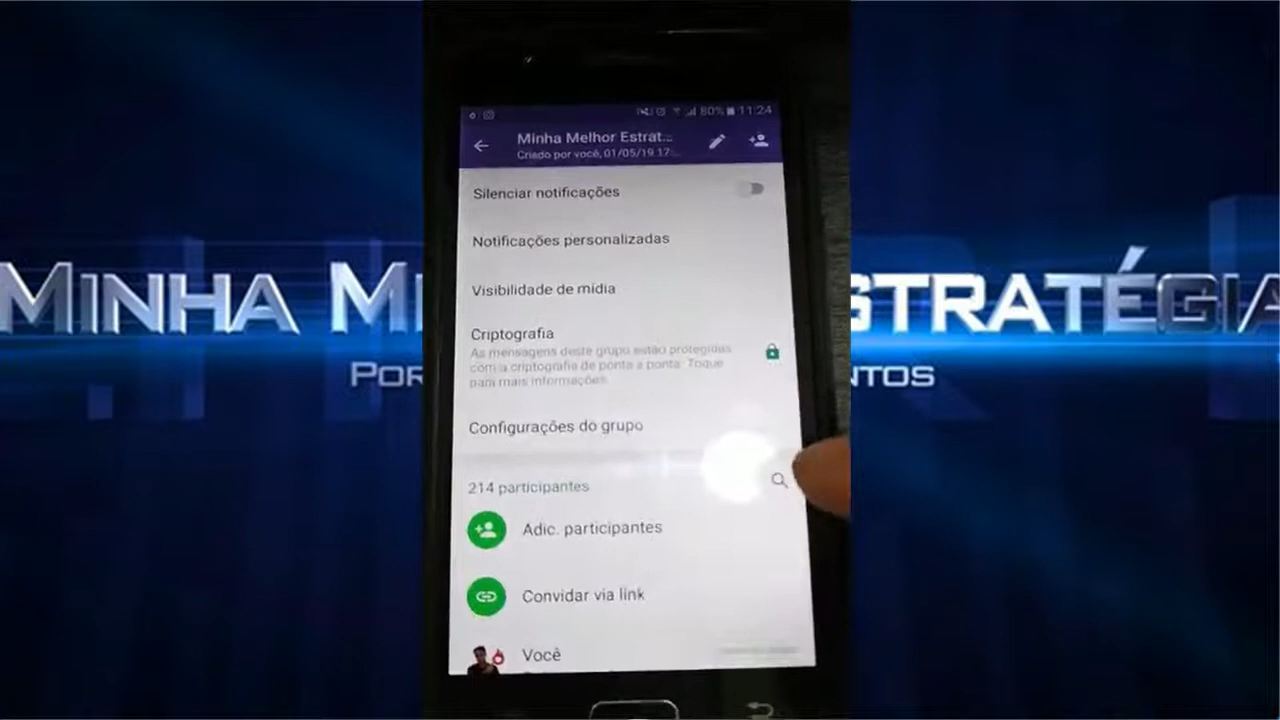 80% 11:24
Minha Melhor Estrat...
Criado por você, 01/05/19 17:...
Silenciar notificações
Notificações personalizadas
Visibilidade de mídia
MINHA M
STRATÉGIA
Criptografia
As mensagens deste grupo estão protegidas
com a criptografia de ponta a ponta. Toque
para mais informações.
POR
NTOS
Configurações do grupo
214 participantes
Adic. participantes
Convidar via link
Você